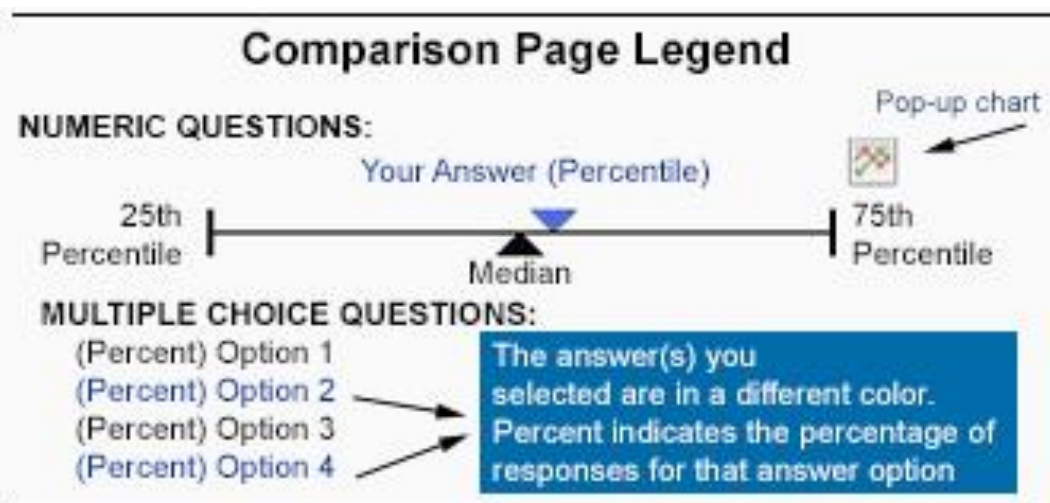 Comparison Page Legend
Pop-up chart
NUMERIC QUESTIONS:
Your Answer (Percentile)
25th
Percentile
75th
Percentile
Median
MULTIPLE CHOICE QUESTIONS:
(Percent) Option 1
(Percent) Option 2
(Percent) Option 3
(Percent) Option 4
The answer(s) you
selected are in a different color.
Percent indicates the percentage of
responses for that answer option